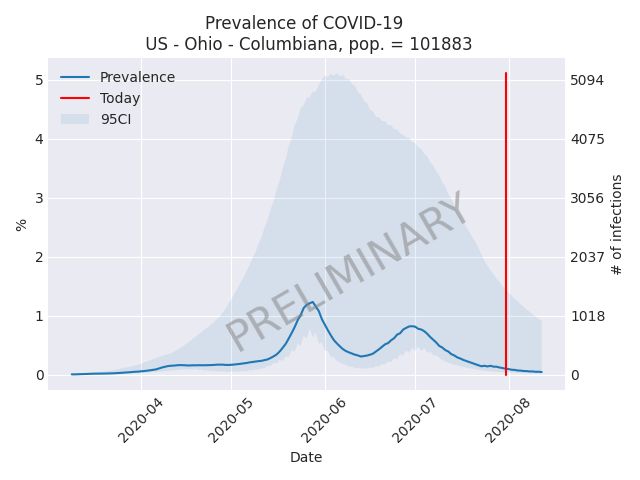 Prevalence of COVID-19
US - Ohio - Columbiana, pop. = 101883
Prevalence
Today
95CI
PRELIMINARY
%
5
4
3
2
1
0
5094
4075
3056
2037
1018
0
# of infections
2020-04
2020-05
2020-06
2020-07
2020-08
Date